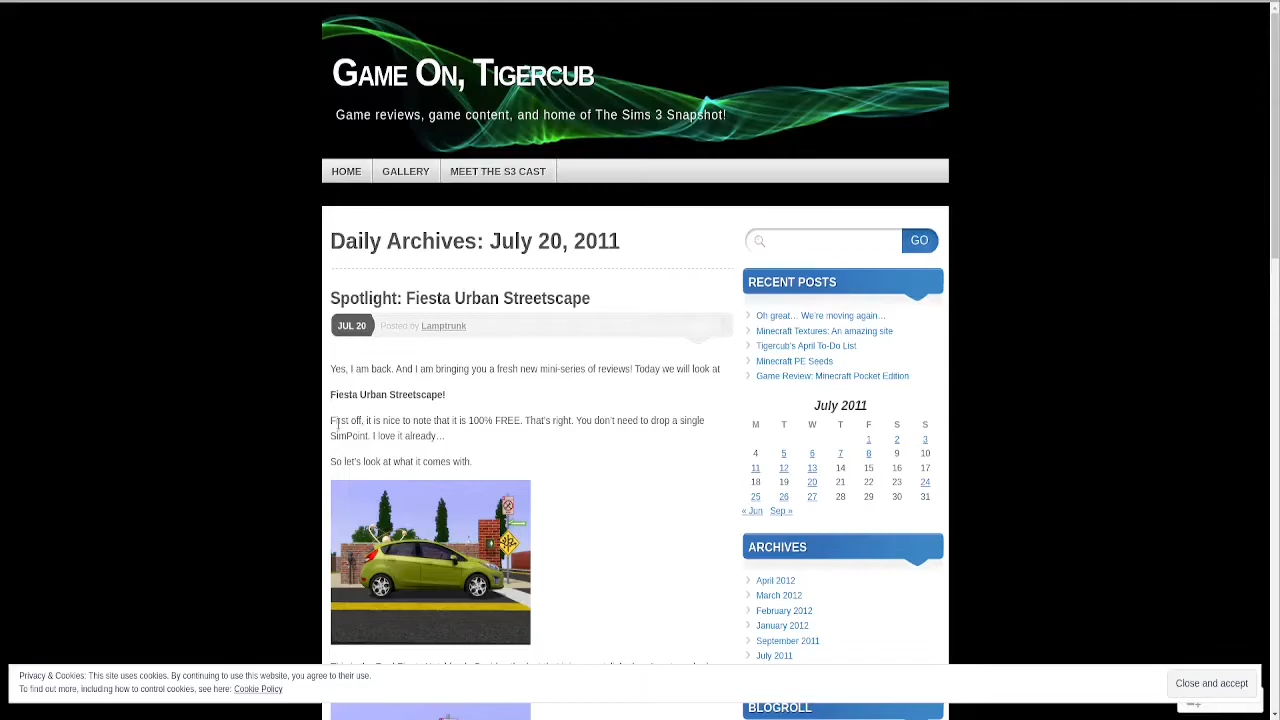 Game On, Tigercub
Game reviews, game content, and home of The Sims 3 Snapshot!
HOME GALLERY MEET THE S3 CAST
Daily Archives: July 20, 2011
Spotlight: Fiesta Urban Streetscape
JUL 20 Posted by Lamptrunk
Yes, I am back. And I am bringing you a fresh new mini-series of reviews! Today we will look at
Fiesta Urban Streetscape!
First off, it is nice to note that it is 100% FREE. That's right. You don't need to drop a single
SimPoint. I love it already…
So let's look at what it comes with.
GO
RECENT POSTS
Oh great… We're moving again…
Minecraft Textures: An amazing site
Tigercub's April To-Do List
Minecraft PE Seeds
Game Review: Minecraft Pocket Edition
July 2011
M T W T F S S
1 2 3
4 5 6 7 8 9 10
11 12 13 14 15 16 17
18 19 20 21 22 23 24
25 26 27 28 29 30 31
« Jun Sep »
ARCHIVES
April 2012
March 2012
February 2012
January 2012
September 2011
July 2011
BLOGROLL
Privacy & Cookies: This site uses cookies. By continuing to use this website, you agree to their use.
To find out more, including how to control cookies, see here: Cookie Policy
Close and accept